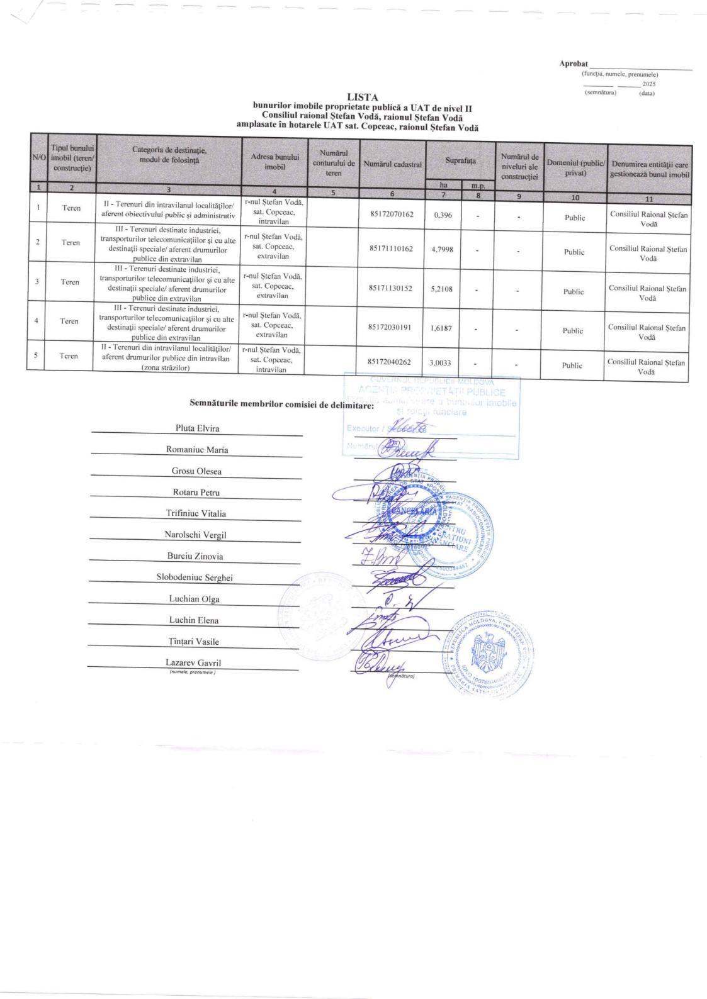 Aprobat
(funcția, numele, prenumele)
2025
(semnătura) (data)
LISTA
bunurilor imobile proprietate publică a UAT de nivel II
Consiliul raional Ștefan Vodă, raionul Ștefan Vodă
amplasate în hotarele UAT sat. Copceac, raionul Ștefan Vodă
N/O
Tipul bunului
imobil (teren/
construcție)
Categoria de destinație,
modul de folosință
Adresa bunului
imobil
Numărul
conturului de
teren
Numărul cadastral
Suprafața
ha m.p.
Numărul de
niveluri ale
construcției
Domeniul (public/
privat)
Denumirea entității care
gestionează bunul imobil
1 2 3 4 5 6 7 8 9 10 11
1
Teren
II - Terenuri din intravilanul localităților/
aferent obiectivului public și administrativ
r-nul Ștefan Vodă,
sat. Copceac,
intravilan
85172070162
0,396
-
-
Public
Consiliul Raional Ștefan
Vodă
2
Teren
III - Terenuri destinate industriei,
transporturilor telecomunicațiilor și cu alte
destinații speciale/ aferent drumurilor
publice din extravilan
r-nul Ștefan Vodă,
sat. Copceac,
extravilan
85171110162
4,7998
-
-
Public
Consiliul Raional Ștefan
Vodă
3
Teren
III - Terenuri destinate industriei,
transporturilor telecomunicațiilor și cu alte
destinații speciale/ aferent drumurilor
publice din extravilan
r-nul Ștefan Vodă,
sat. Copceac,
extravilan
85171130152
5,2108
-
-
Public
Consiliul Raional Ștefan
Vodă
4
Teren
III - Terenuri destinate industriei,
transporturilor telecomunicațiilor și cu alte
destinații speciale/ aferent drumurilor
publice din extravilan
r-nul Ștefan Vodă,
sat. Copceac,
extravilan
85172030191
1,6187
-
-
Public
Consiliul Raional Ștefan
Vodă
5
Teren
II - Terenuri din intravilanul localităților/
aferent drumurilor publice din intravilan
(zona străzilor)
r-nul Ștefan Vodă,
sat. Copceac,
intravilan
85172040262
3,0033
-
-
Public
Consiliul Raional Ștefan
Vodă
GUVERNUL REPUBLICII MOLDOVA
AGENȚIA PROPRIETĂȚII PUBLICE
administrare a bunurilor imobile
și relații funciare
Executor /
Numărul
Semnăturile membrilor comisiei de delimitare:
Pluta Elvira
Romaniuc Maria
Grosu Olesea
Rotaru Petru
Trifiniuc Vitalia
CANCELARIA
Narolschi Vergil
Burciu Zinovia
Slobodeniuc Serghei
Luchian Olga
Luchin Elena
Țînțari Vasile
Lazarev Gavril
(numele, prenumele )
(semnătura)
REPUBLICA MOLDOVA, r-nul ȘTEFAN VODĂ
PRIMĂRIA SATULUI COPCEAC